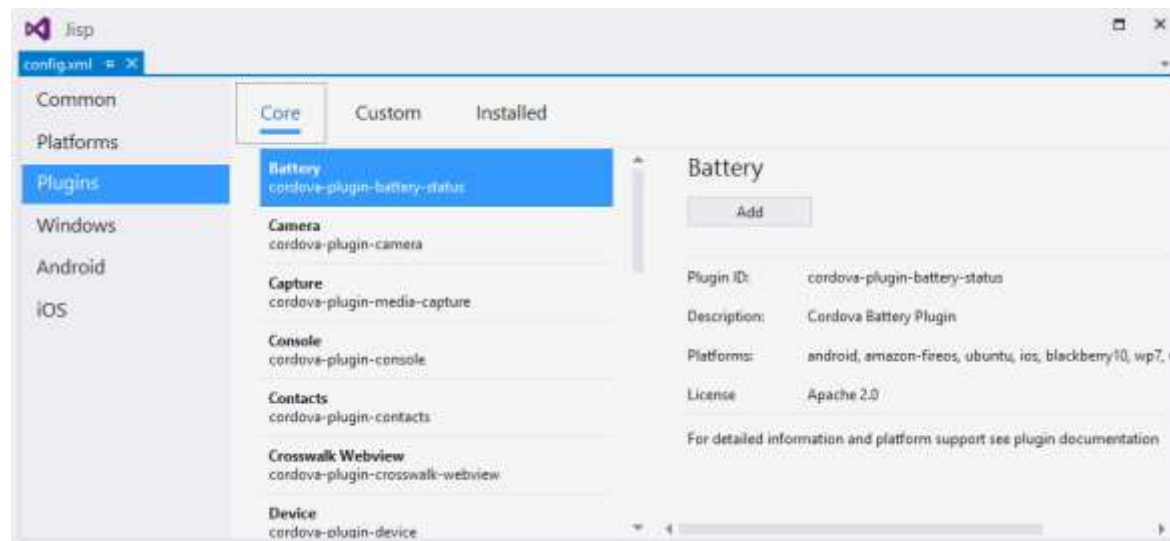 Jisp
config.xml
Common
Platforms
Plugins
Windows
Android
iOS
Core Custom Installed
Battery
cordova-plugin-battery-status
Camera
cordova-plugin-camera
Capture
cordova-plugin-media-capture
Console
cordova-plugin-console
Contacts
cordova-plugin-contacts
Crosswalk Webview
cordova-plugin-crosswalk-webview
Device
cordova-plugin-device
Battery
Add
Plugin ID: cordova-plugin-battery-status
Description: Cordova Battery Plugin
Platforms: android, amazon-fireos, ubuntu, ios, blackberry10, wp7,
License Apache 2.0
For detailed information and platform support see plugin documentation